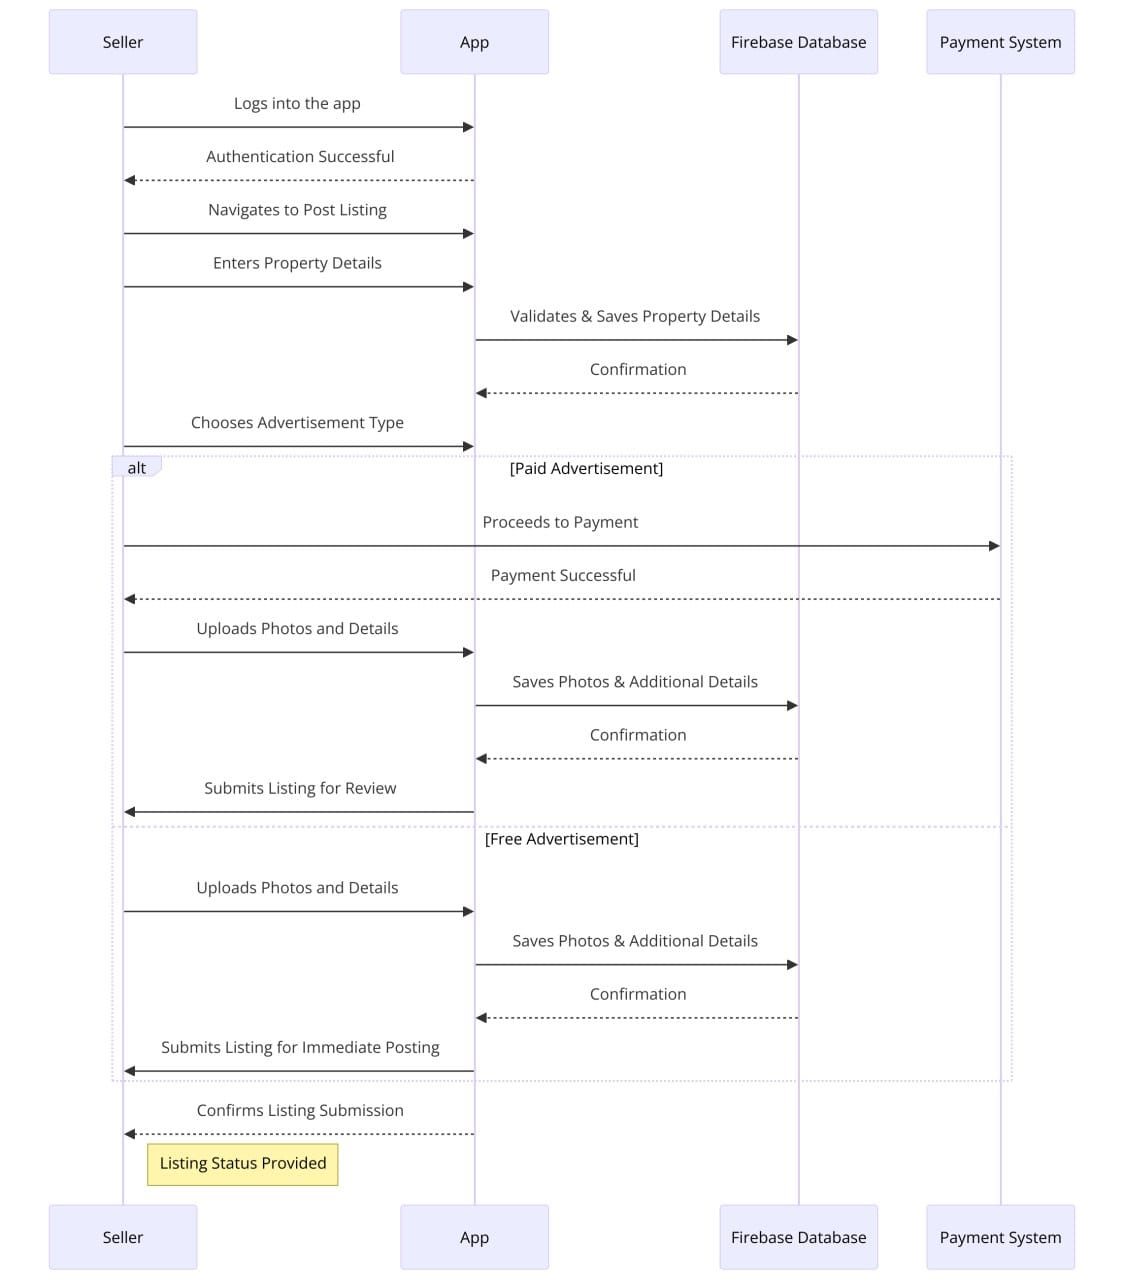 Seller
App
Firebase Database
Payment System
Logs into the app
Authentication Successful
Navigates to Post Listing
Enters Property Details
Validates & Saves Property Details
Confirmation
Chooses Advertisement Type
alt
[Paid Advertisement]
Proceeds to Payment
Payment Successful
Uploads Photos and Details
Saves Photos & Additional Details
Confirmation
Submits Listing for Review
[Free Advertisement]
Uploads Photos and Details
Saves Photos & Additional Details
Confirmation
Submits Listing for Immediate Posting
Confirms Listing Submission
Listing Status Provided
Seller
App
Firebase Database
Payment System